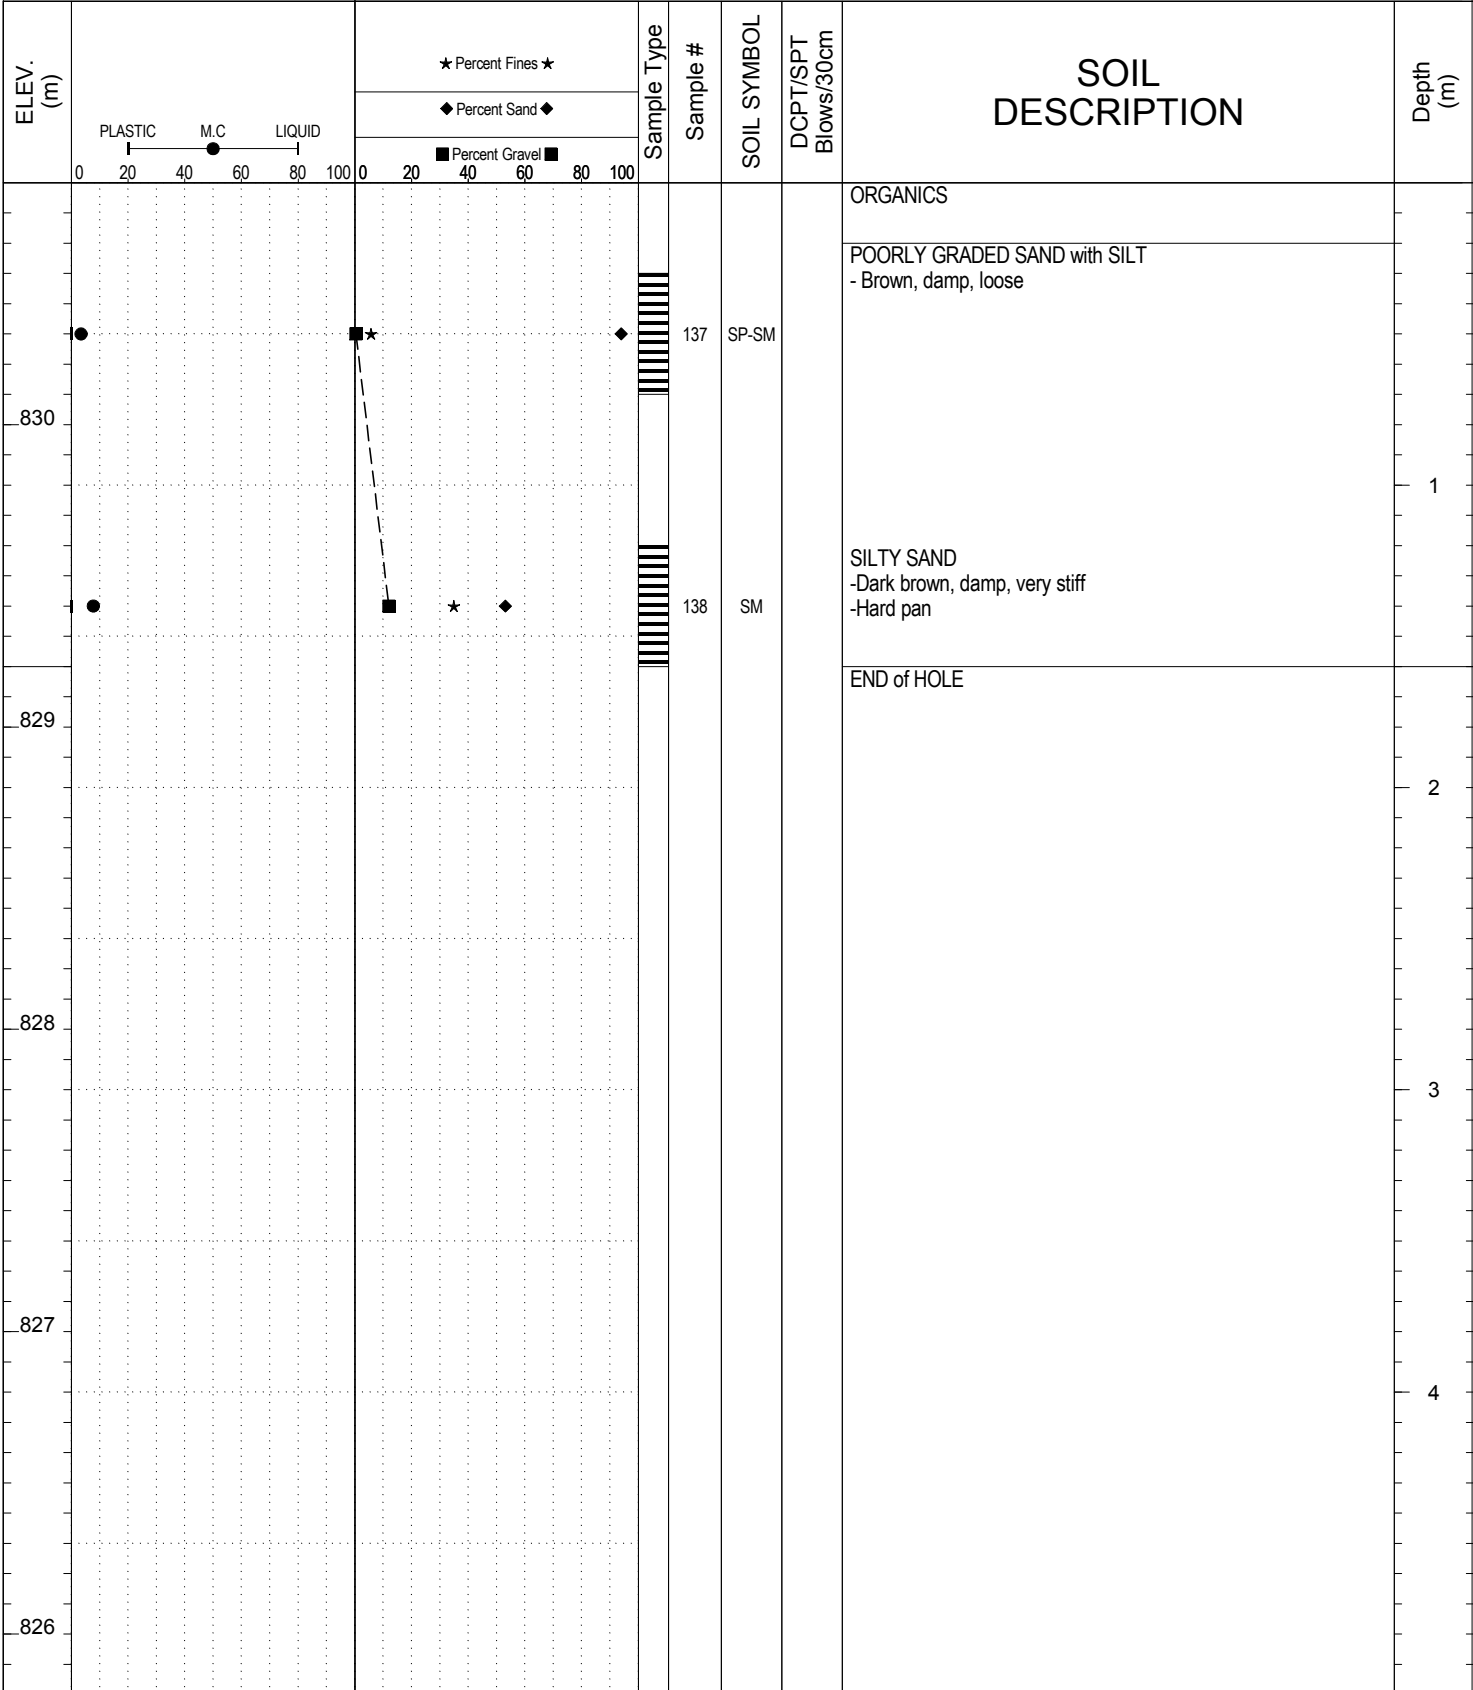 ELEV.
(m)
PLASTIC M.C LIQUID
0 20 40 60 80 100
★ Percent Fines ★
◆ Percent Sand ◆
■ Percent Gravel ■
0 20 40 60 80 100
Sample Type
Sample #
SOIL SYMBOL
DCPT/SPT
Blows/30cm
SOIL
DESCRIPTION
Depth
(m)
ORGANICS
POORLY GRADED SAND with SILT
- Brown, damp, loose
137 SP-SM
830
1
SILTY SAND
-Dark brown, damp, very stiff
-Hard pan
138 SM
END of HOLE
829
2
828
3
827
4
826